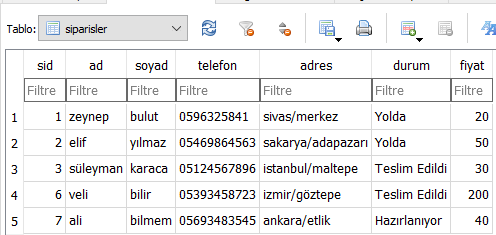 Tablo: siparisler
sid ad soyad telefon adres durum fiyat
Filtre Filtre Filtre Filtre Filtre Filtre Filtre
1 1 zeynep bulut 0596325841 sivas/merkez Yolda 20
2 2 elif yılmaz 05469864563 sakarya/adapazarı Yolda 50
3 3 süleyman karaca 05124567896 istanbul/maltepe Teslim Edildi 30
4 6 veli bilir 05393458723 izmir/göztepe Teslim Edildi 200
5 7 ali bilmem 05693483545 ankara/etlik Hazırlanıyor 40